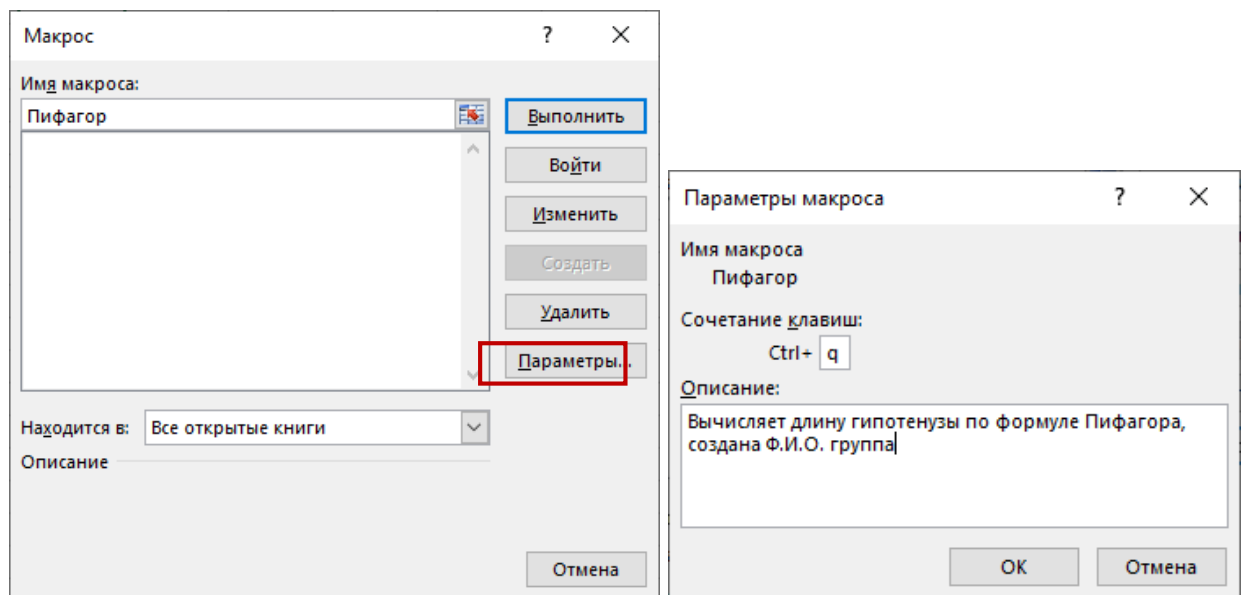 Макрос
?
Имя макроса:
Пифагор
Выполнить
Войти
Изменить
Создать
Удалить
Параметры...
Находится в: Все открытые книги
Описание
Отмена
Параметры макроса
?
Имя макроса
Пифагор
Сочетание клавиш:
Ctrl+ q
Описание:
Вычисляет длину гипотенузы по формуле Пифагора,
создана Ф.И.О. группа
ОК
Отмена